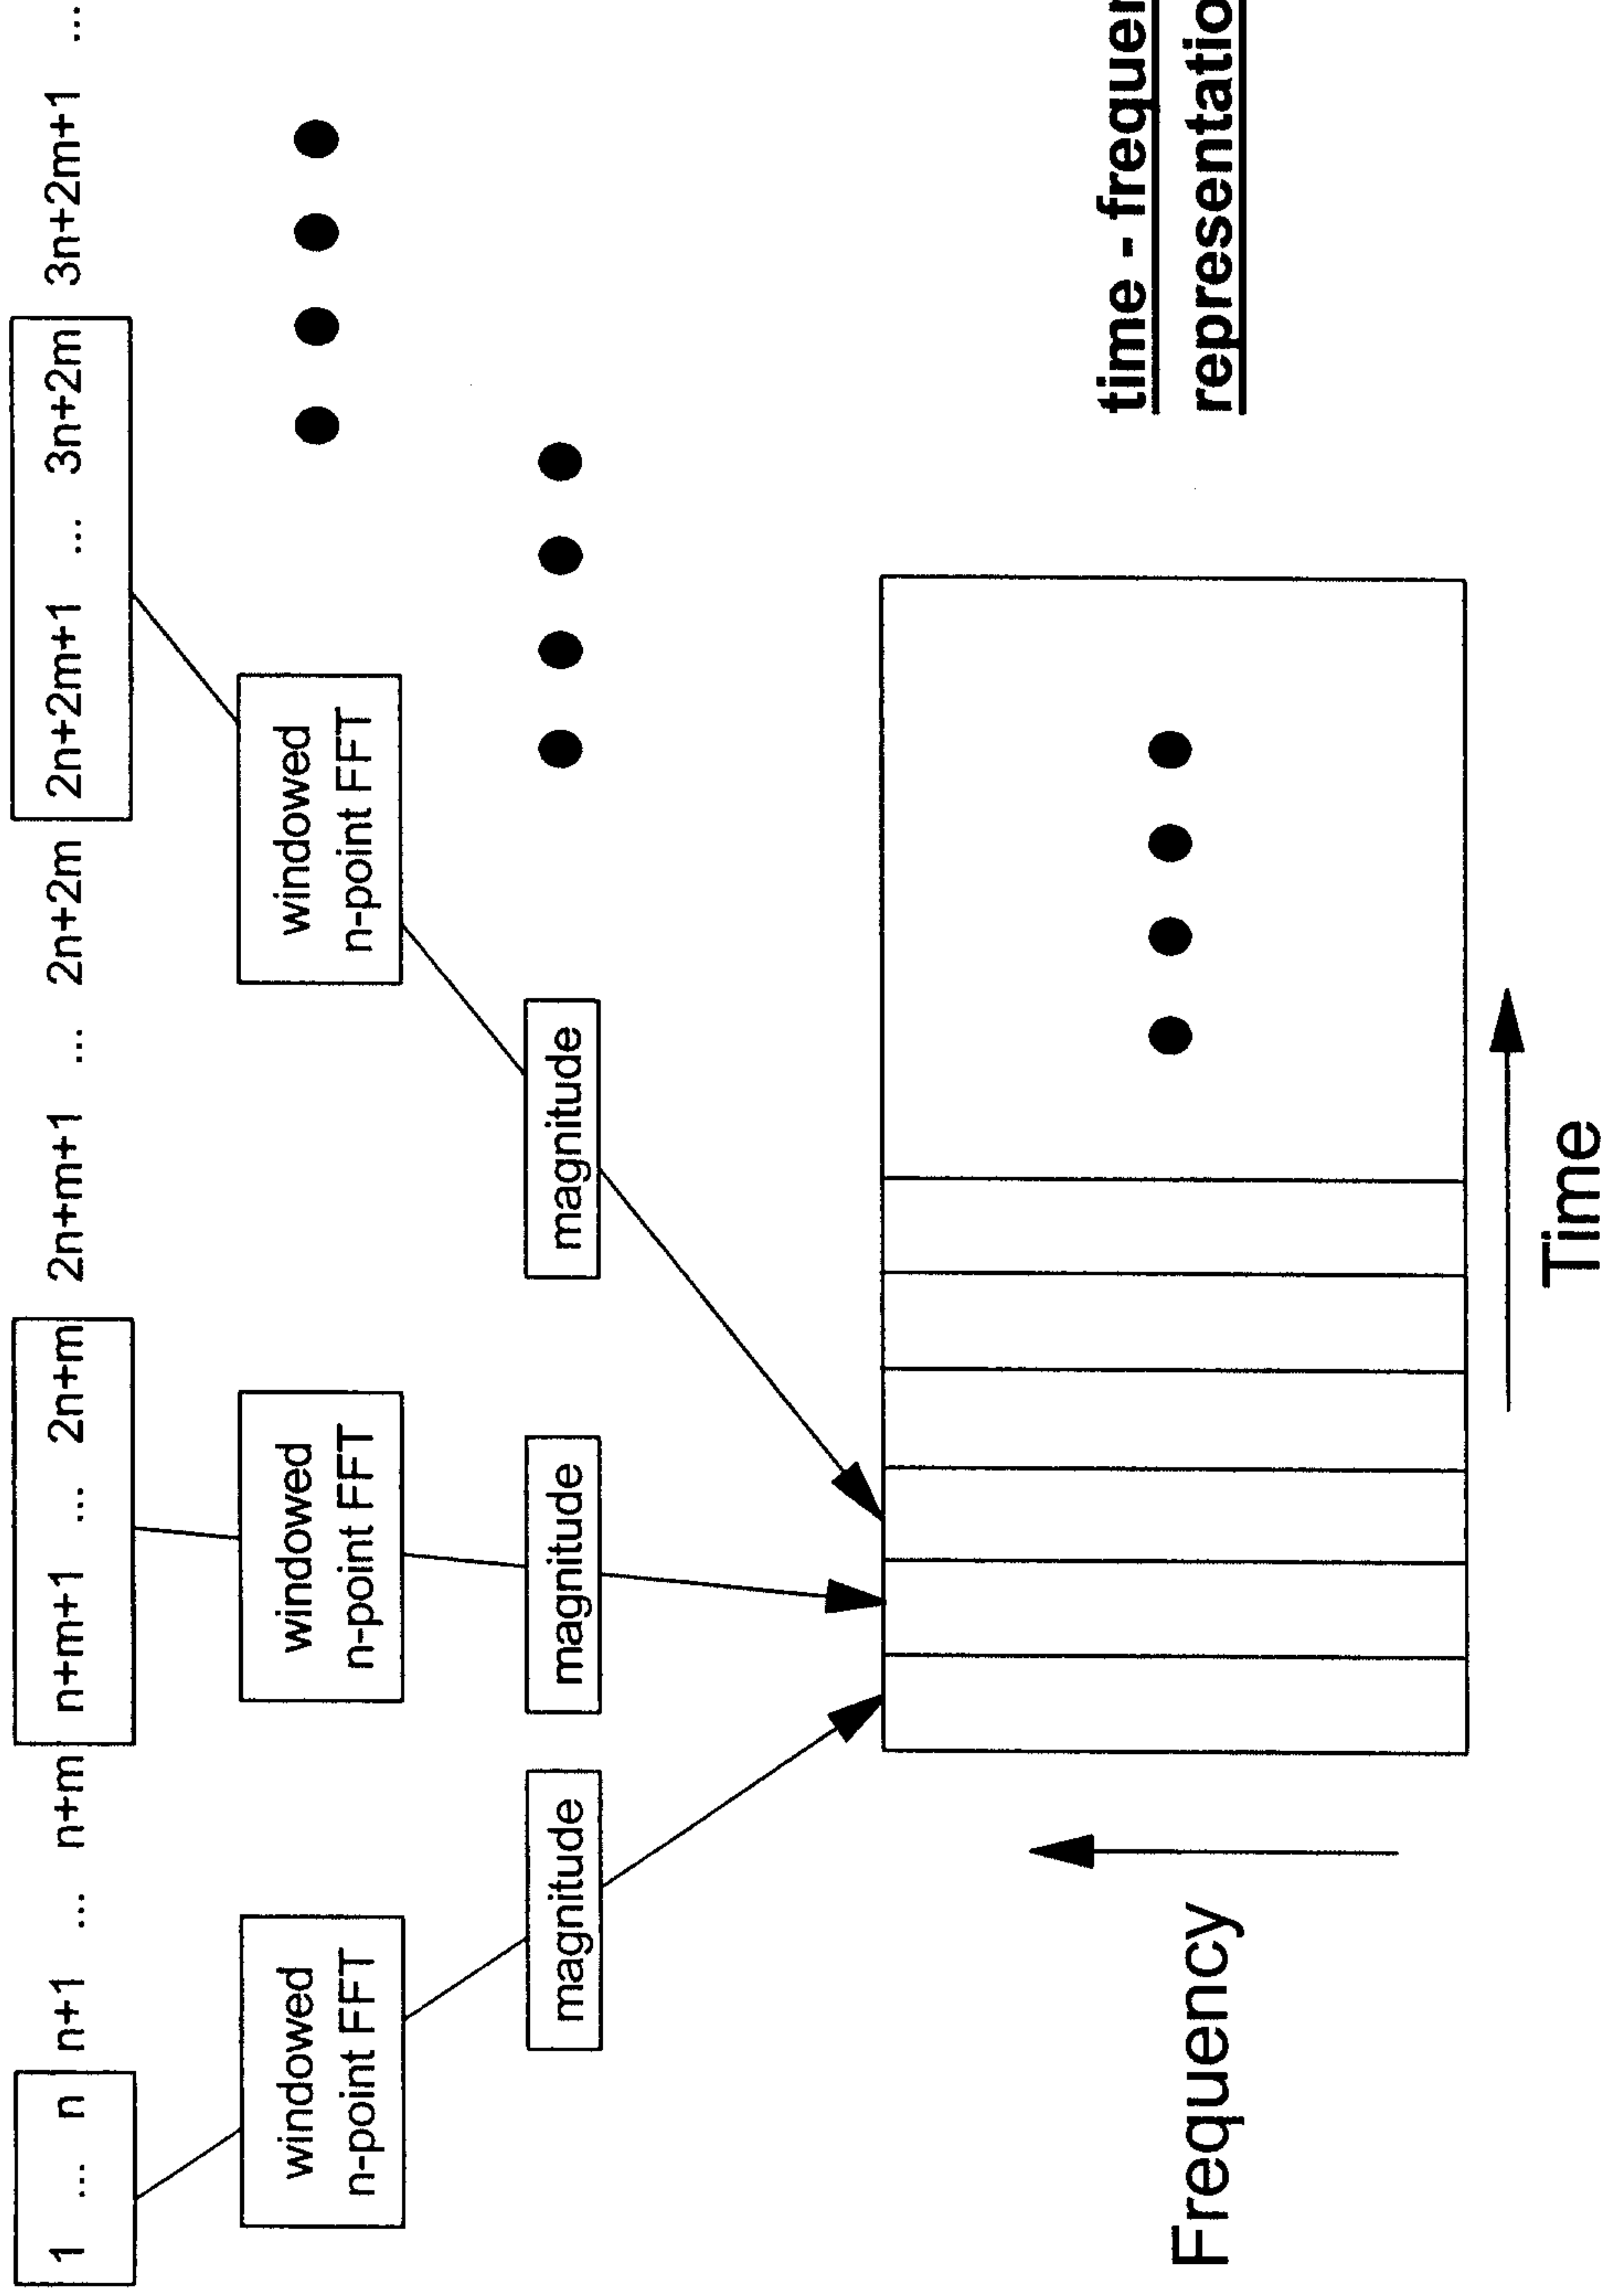 1 ... n n+1 ... n+m n+m+1 ... 2n+m 2n+m+1 ... 2n+2m 2n+2m+1 ... 3n+2m 3n+2m+1 ...
windowed
n-point FFT
windowed
n-point FFT
windowed
n-point FFT
magnitude
magnitude
magnitude
Frequency
Time
time - frequen
representatio